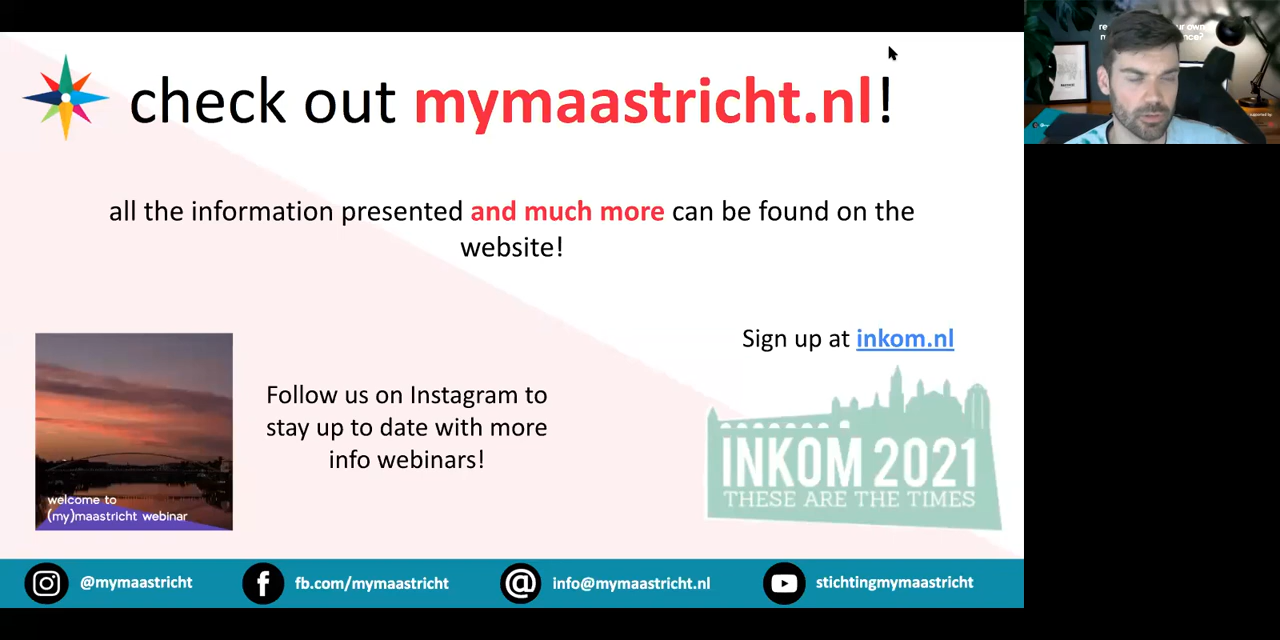 check out mymaastricht.nl!
all the information presented and much more can be found on the
website!
Sign up at inkom.nl
Follow us on Instagram to
stay up to date with more
info webinars!
INKOM 2021
THESE ARE THE TIMES
welcome to
(my)maastricht webinar
@mymaastricht
fb.com/mymaastricht
info@mymaastricht.nl
stichtingmymaastricht